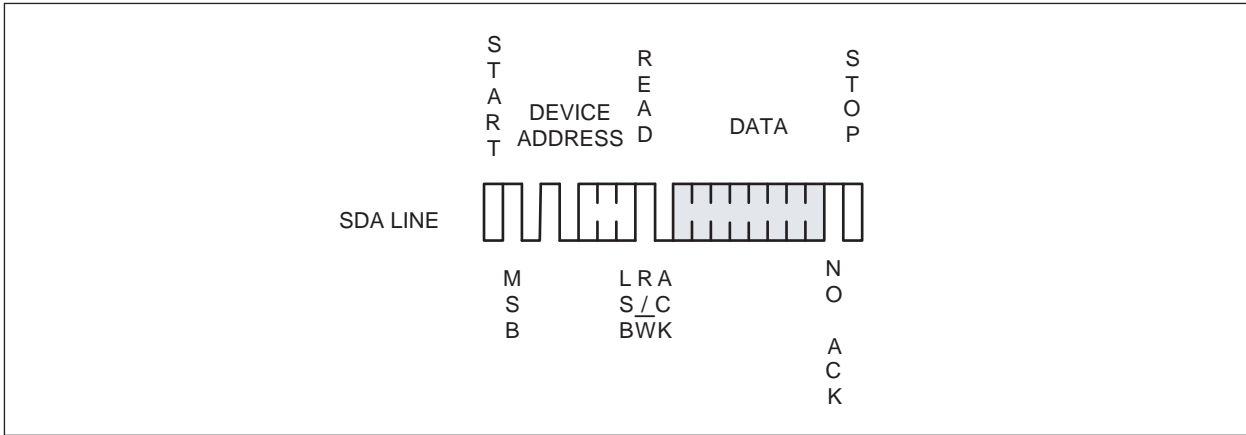 START
DEVICE
ADDRESS
READ
DATA
STOP
SDA LINE
MSB
LSB
R/W
ACK
NO ACK